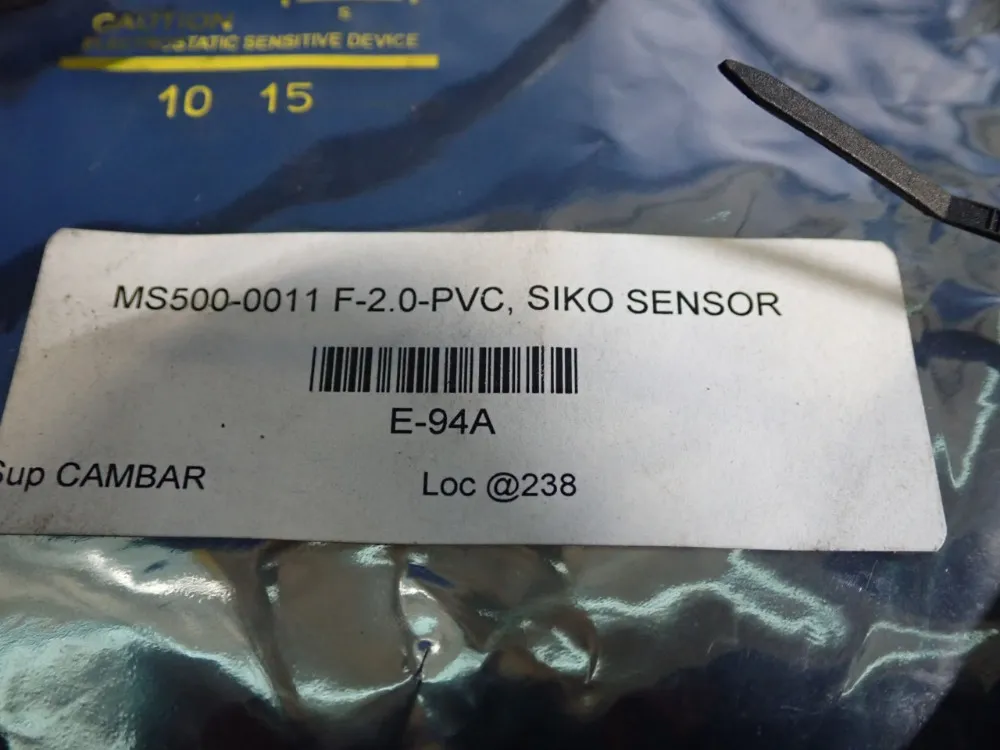 CAUTION
ELECTROSTATIC SENSITIVE DEVICE
10 15
MS500-0011 F-2.0-PVC, SIKO SENSOR
E-94A
Sup CAMBAR
Loc @238